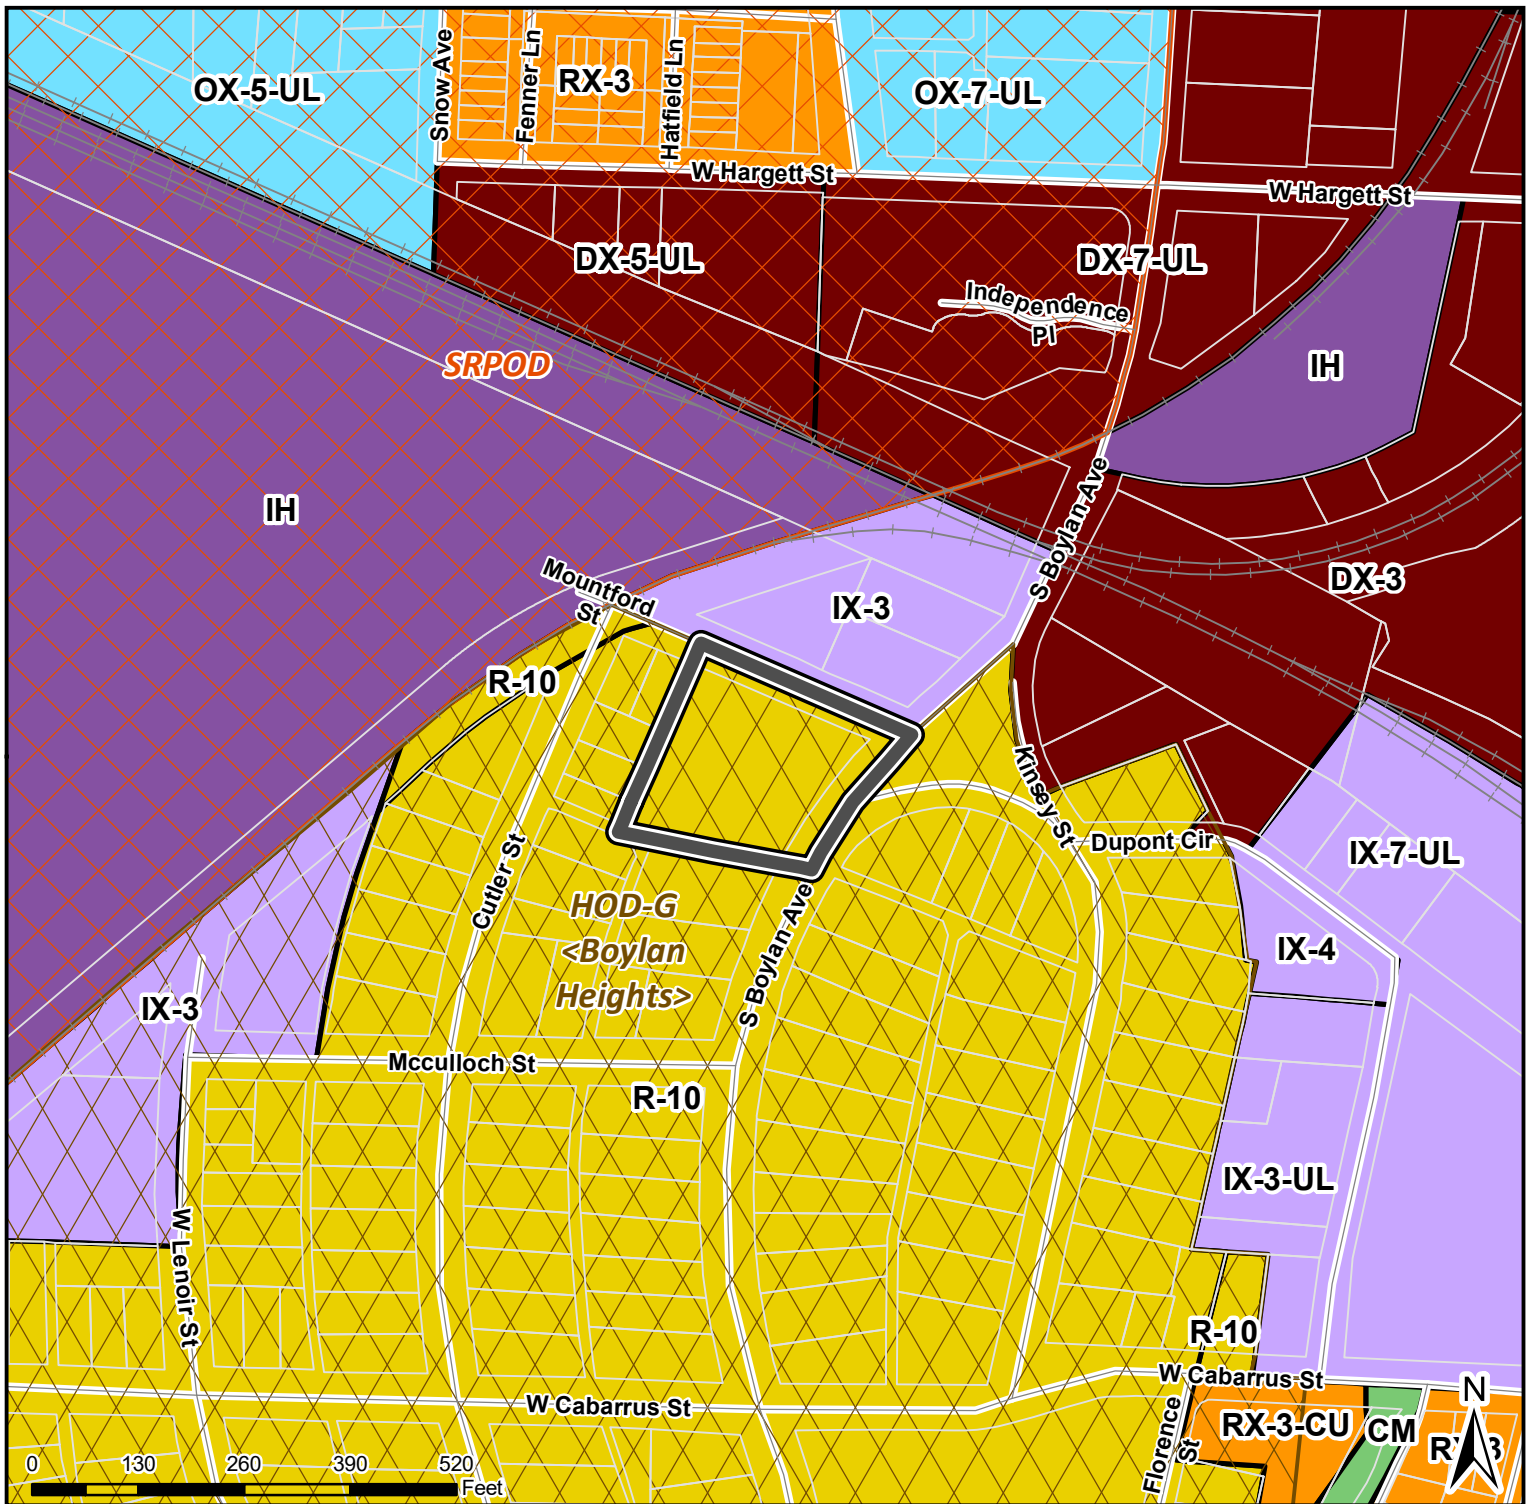 Snow Ave
Fenner Ln
Hatfield Ln
OX-5-UL
RX-3
OX-7-UL
W Hargett St
W Hargett St
DX-5-UL
DX-7-UL
Independence
Pl
SRPOD
IH
IH
S Boylan Ave
DX-3
Mountford
St
IX-3
R-10
Kinsey St
Dupont Cir
IX-7-UL
Cutler St
HOD-G
<Boylan
Heights>
S Boylan Ave
IX-4
IX-3
Mcculloch St
R-10
IX-3-UL
W Lenoir St
R-10
W Cabarrus St
W Cabarrus St
Florence
St
RX-3-CU
CM
N
0 130 260 390 520
Feet